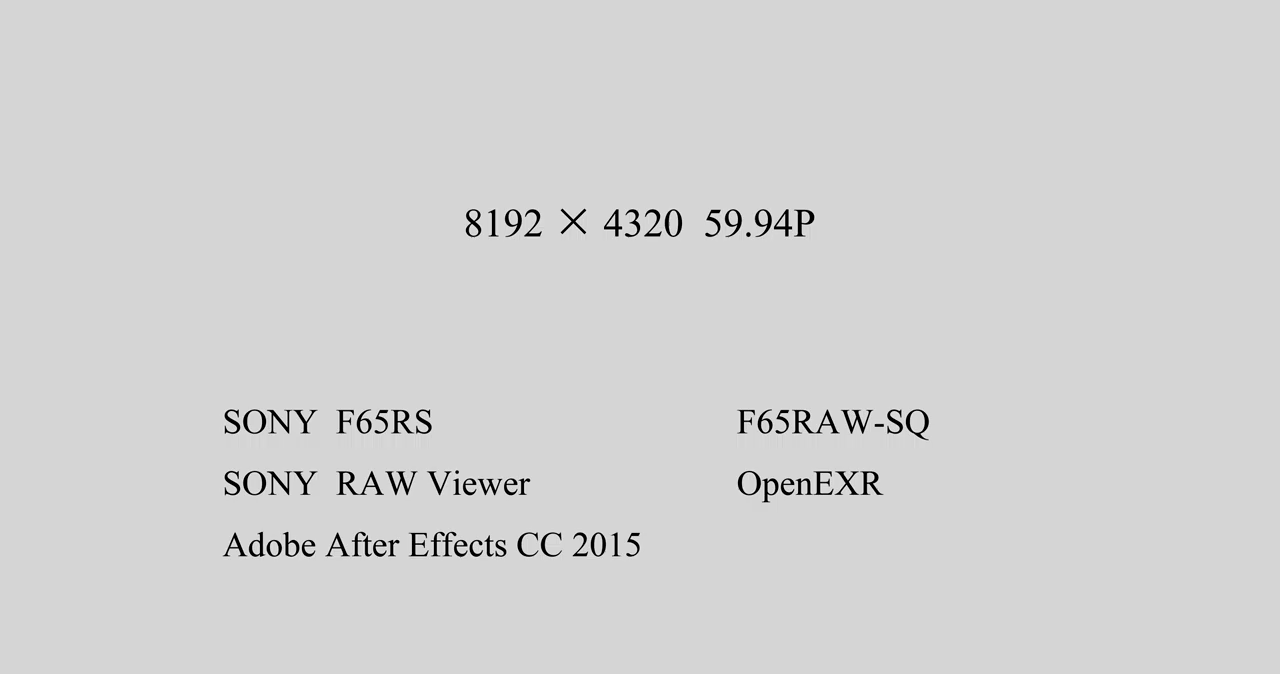 8192 × 4320 59.94P
SONY F65RS F65RAW-SQ
SONY RAW Viewer OpenEXR
Adobe After Effects CC 2015